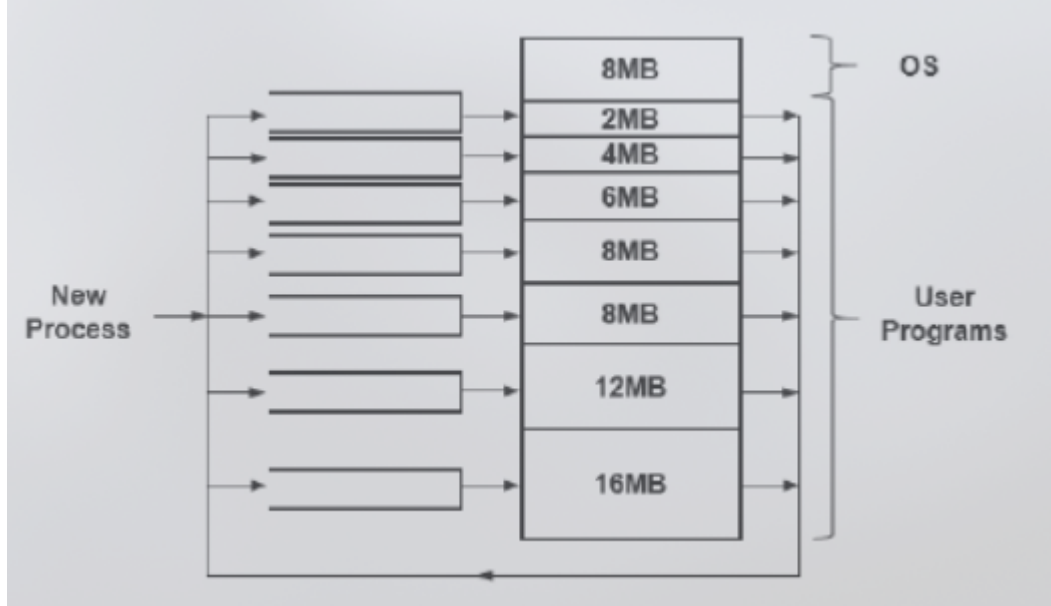 8MB
OS
2MB
4MB
6MB
8MB
New
Process
8MB
User
Programs
12MB
16MB